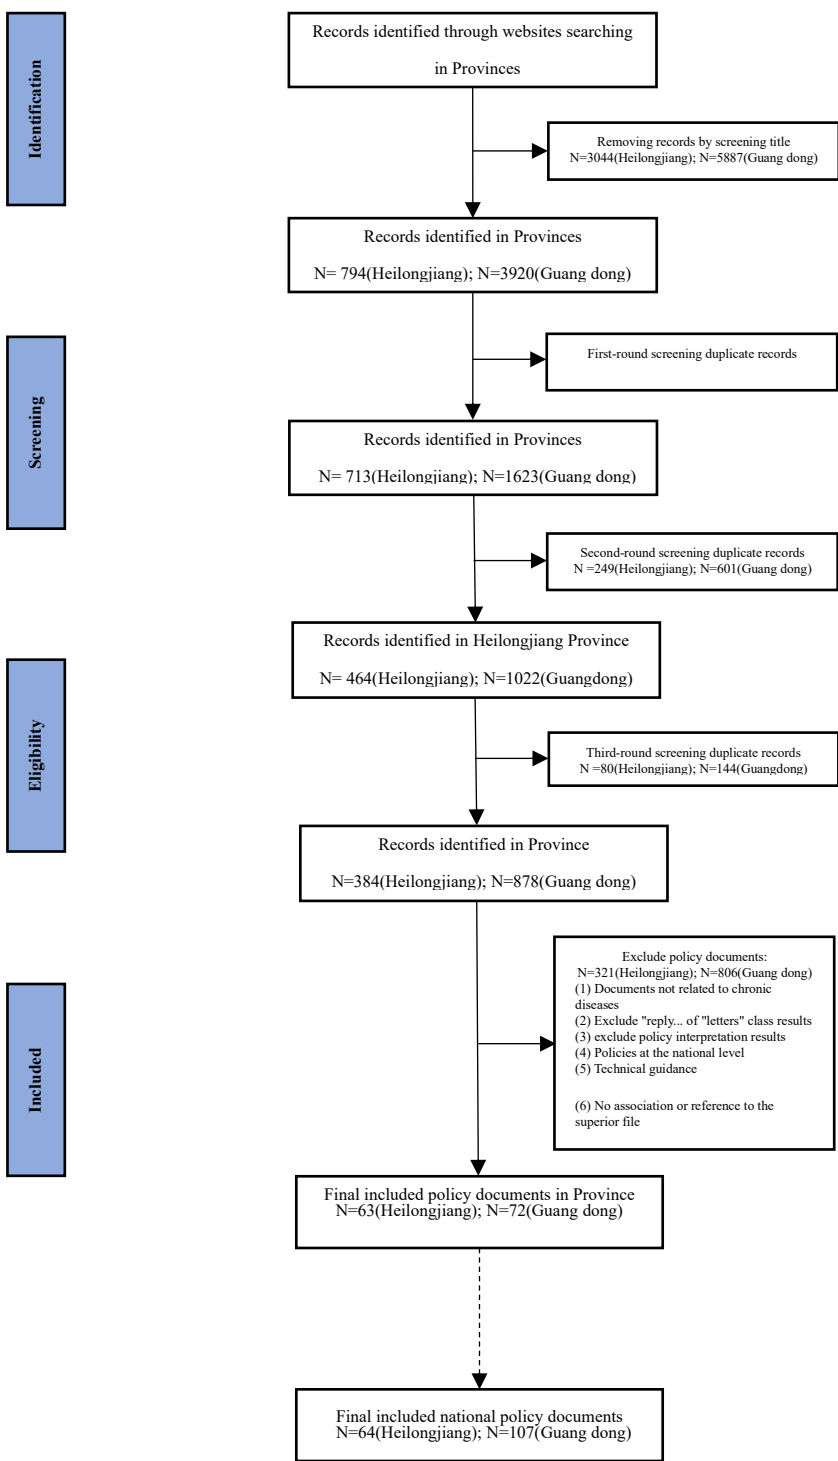 Identification
Records identified through websites searching
in Provinces
Removing records by screening title
N=3044(Heilongjiang); N=5887(Guang dong)
Records identified in Provinces
N= 794(Heilongjiang); N=3920(Guang dong)
Screening
First-round screening duplicate records
Records identified in Provinces
N= 713(Heilongjiang); N=1623(Guang dong)
Second-round screening duplicate records
N =249(Heilongjiang); N=601(Guang dong)
Eligibility
Records identified in Heilongjiang Province
N= 464(Heilongjiang); N=1022(Guangdong)
Third-round screening duplicate records
N =80(Heilongjiang); N=144(Guangdong)
Records identified in Province
N=384(Heilongjiang); N=878(Guang dong)
Included
Exclude policy documents:
N=321(Heilongjiang); N=806(Guang dong)
(1) Documents not related to chronic
diseases
(2) Exclude "reply... of "letters" class results
(3) exclude policy interpretation results
(4) Policies at the national level
(5) Technical guidance
(6) No association or reference to the
superior file
Final included policy documents in Province
N=63(Heilongjiang); N=72(Guang dong)
Final included national policy documents
N=64(Heilongjiang); N=107(Guang dong)